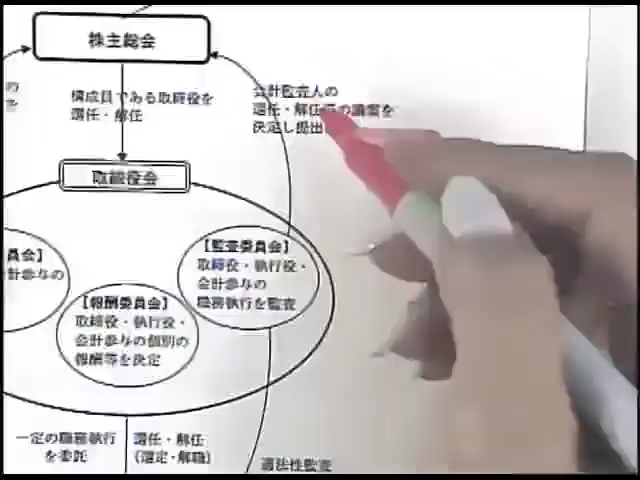 株主総会
の
構成員である取締役を
選任・解任
会計監査人の
選任・解任等の議案を
決定し提出
取締役会
員会】
計参与の
【監査委員会】
取締役・執行役・
会計参与の
職務執行を監査
【報酬委員会】
取締役・執行役・
会計参与の個別の
報酬等を決定
一定の職務執行
を委託
選任・解任
(選定・解職)
適法性監査